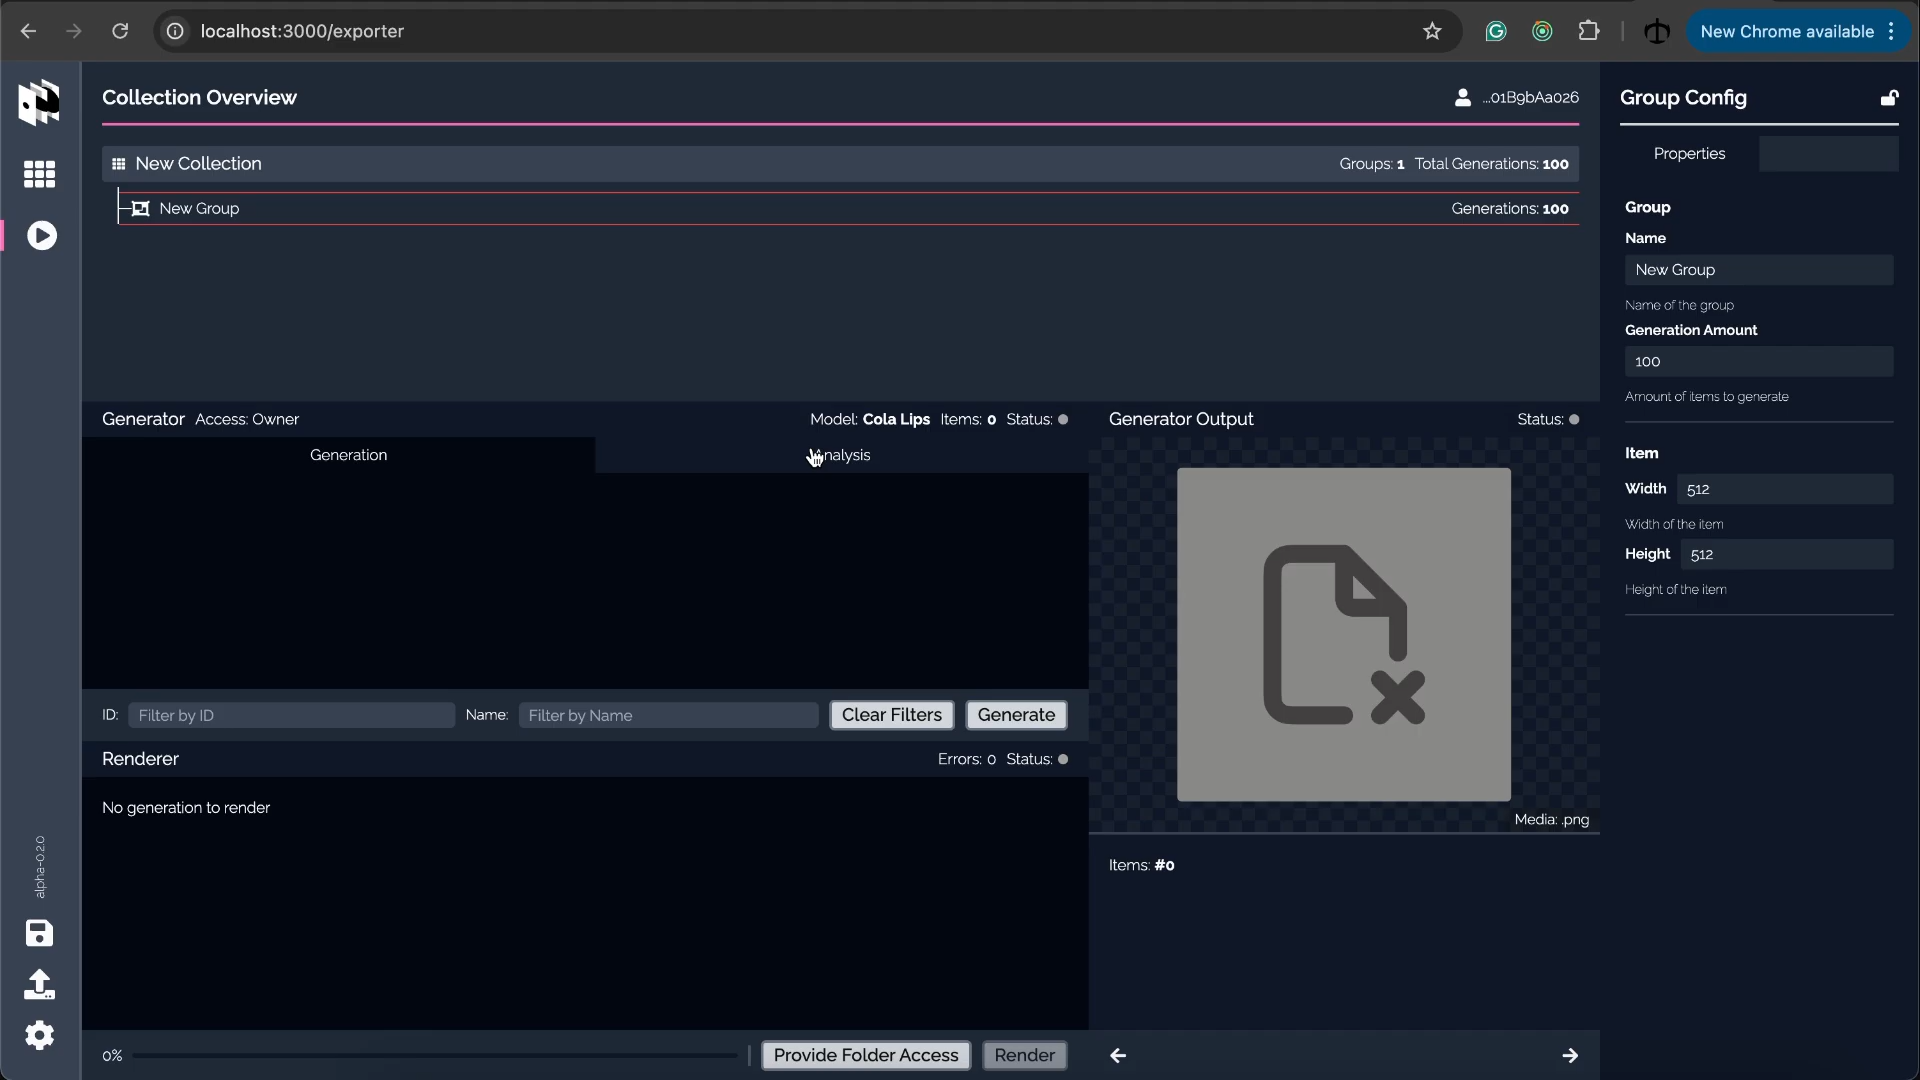 localhost:3000/exporter
New Chrome available
Collection Overview
...01B9bAa026
New Collection
Groups: 1 Total Generations: 100
New Group
Generations: 100
Generator Access: Owner
Model: Cola Lips Items: 0 Status:
Generation
Analysis
ID: Filter by ID Name: Filter by Name Clear Filters Generate
Renderer
Errors: 0 Status:
No generation to render
0%
Provide Folder Access Render
Generator Output
Status:
Media: .png
Items: #0
Group Config
Properties
Group
Name
New Group
Name of the group
Generation Amount
100
Amount of items to generate
Item
Width 512
Width of the item
Height 512
Height of the item
alpha-0.2.0